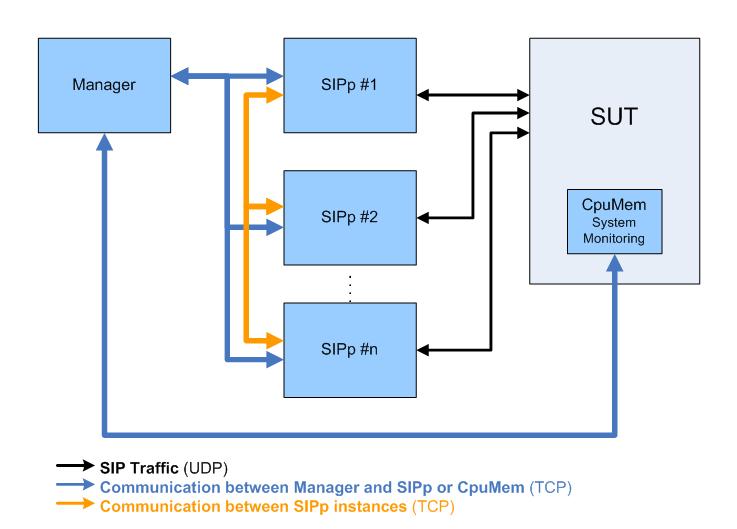 Manager
SIPp #1
SUT
SIPp #2
CpuMem
System
Monitoring
SIPp #n
SIP Traffic (UDP)
Communication between Manager and SIPp or CpuMem (TCP)
Communication between SIPp instances (TCP)